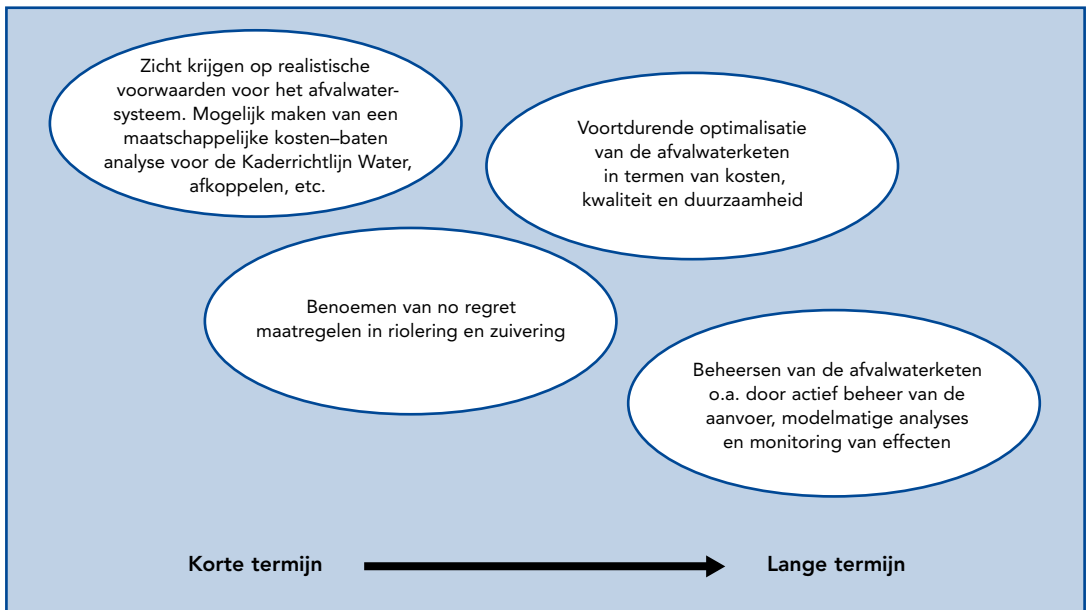 Zicht krijgen op realistische
voorwaarden voor het afvalwater-
systeem. Mogelijk maken van een
maatschappelijke kosten–baten
analyse voor de Kaderrichtlijn Water,
afkoppelen, etc.
Voortdurende optimalisatie
van de afvalwaterketen
in termen van kosten,
kwaliteit en duurzaamheid
Benoemen van no regret
maatregelen in riolering en zuivering
Beheersen van de afvalwaterketen
o.a. door actief beheer van de
aanvoer, modelmatige analyses
en monitoring van effecten
Korte termijn
Lange termijn